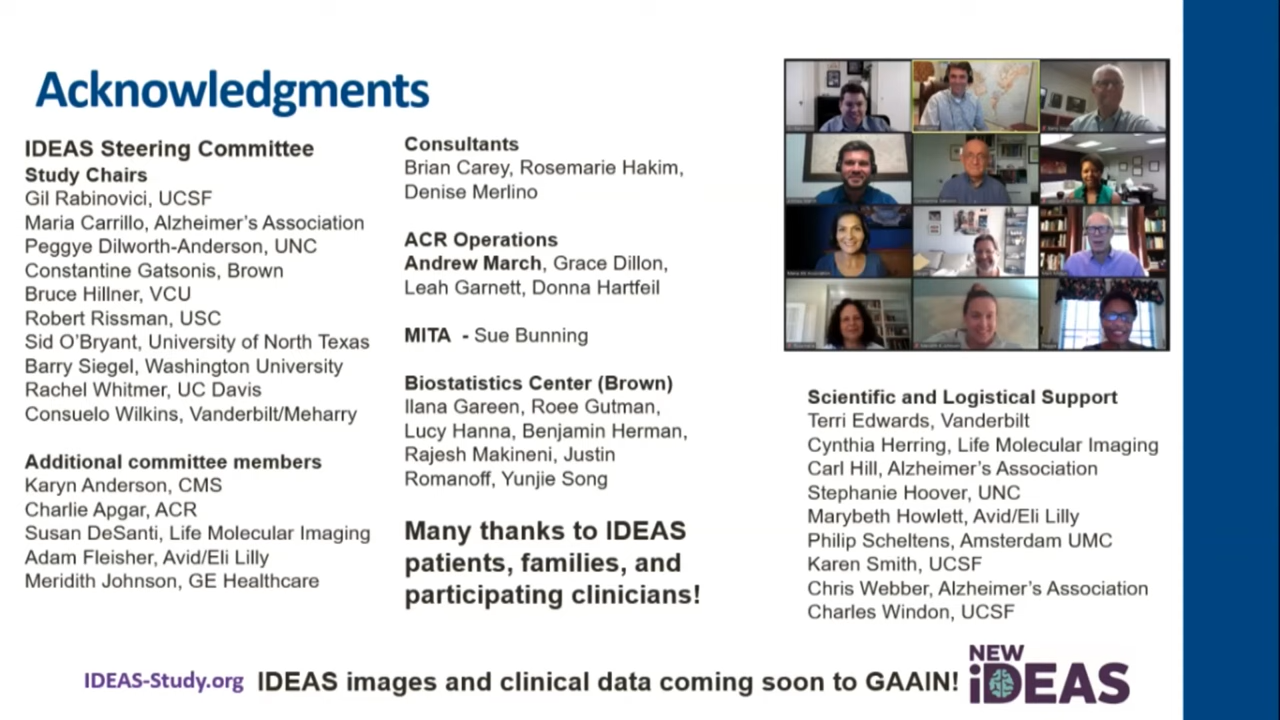 Acknowledgments
IDEAS Steering Committee
Study Chairs
Gil Rabinovici, UCSF
Maria Carrillo, Alzheimer's Association
Peggye Dilworth-Anderson, UNC
Constantine Gatsonis, Brown
Bruce Hillner, VCU
Robert Rissman, USC
Sid O'Bryant, University of North Texas
Barry Siegel, Washington University
Rachel Whitmer, UC Davis
Consuelo Wilkins, Vanderbilt/Meharry
Additional committee members
Karyn Anderson, CMS
Charlie Apgar, ACR
Susan DeSanti, Life Molecular Imaging
Adam Fleisher, Avid/Eli Lilly
Meridith Johnson, GE Healthcare
Consultants
Brian Carey, Rosemarie Hakim,
Denise Merlino
ACR Operations
Andrew March, Grace Dillon,
Leah Garnett, Donna Hartfeil
MITA - Sue Bunning
Biostatistics Center (Brown)
Ilana Gareen, Roee Gutman,
Lucy Hanna, Benjamin Herman,
Rajesh Makineni, Justin
Romanoff, Yunjie Song
Many thanks to IDEAS
patients, families, and
participating clinicians!
Scientific and Logistical Support
Terri Edwards, Vanderbilt
Cynthia Herring, Life Molecular Imaging
Carl Hill, Alzheimer's Association
Stephanie Hoover, UNC
Marybeth Howlett, Avid/Eli Lilly
Philip Scheltens, Amsterdam UMC
Karen Smith, UCSF
Chris Webber, Alzheimer's Association
Charles Windon, UCSF
IDEAS-Study.org IDEAS images and clinical data coming soon to GAAIN!
NEW
iDEAS